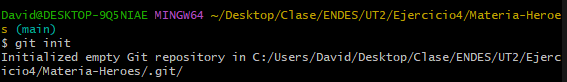 David@DESKTOP-9Q5NIAE MINGW64 ~/Desktop/Clase/ENDES/UT2/Ejercicio4/Materia-Heroe
s (main)
$ git init
Initialized empty Git repository in C:/Users/David/Desktop/Clase/ENDES/UT2/Ejerc
icio4/Materia-Heroes/.git/